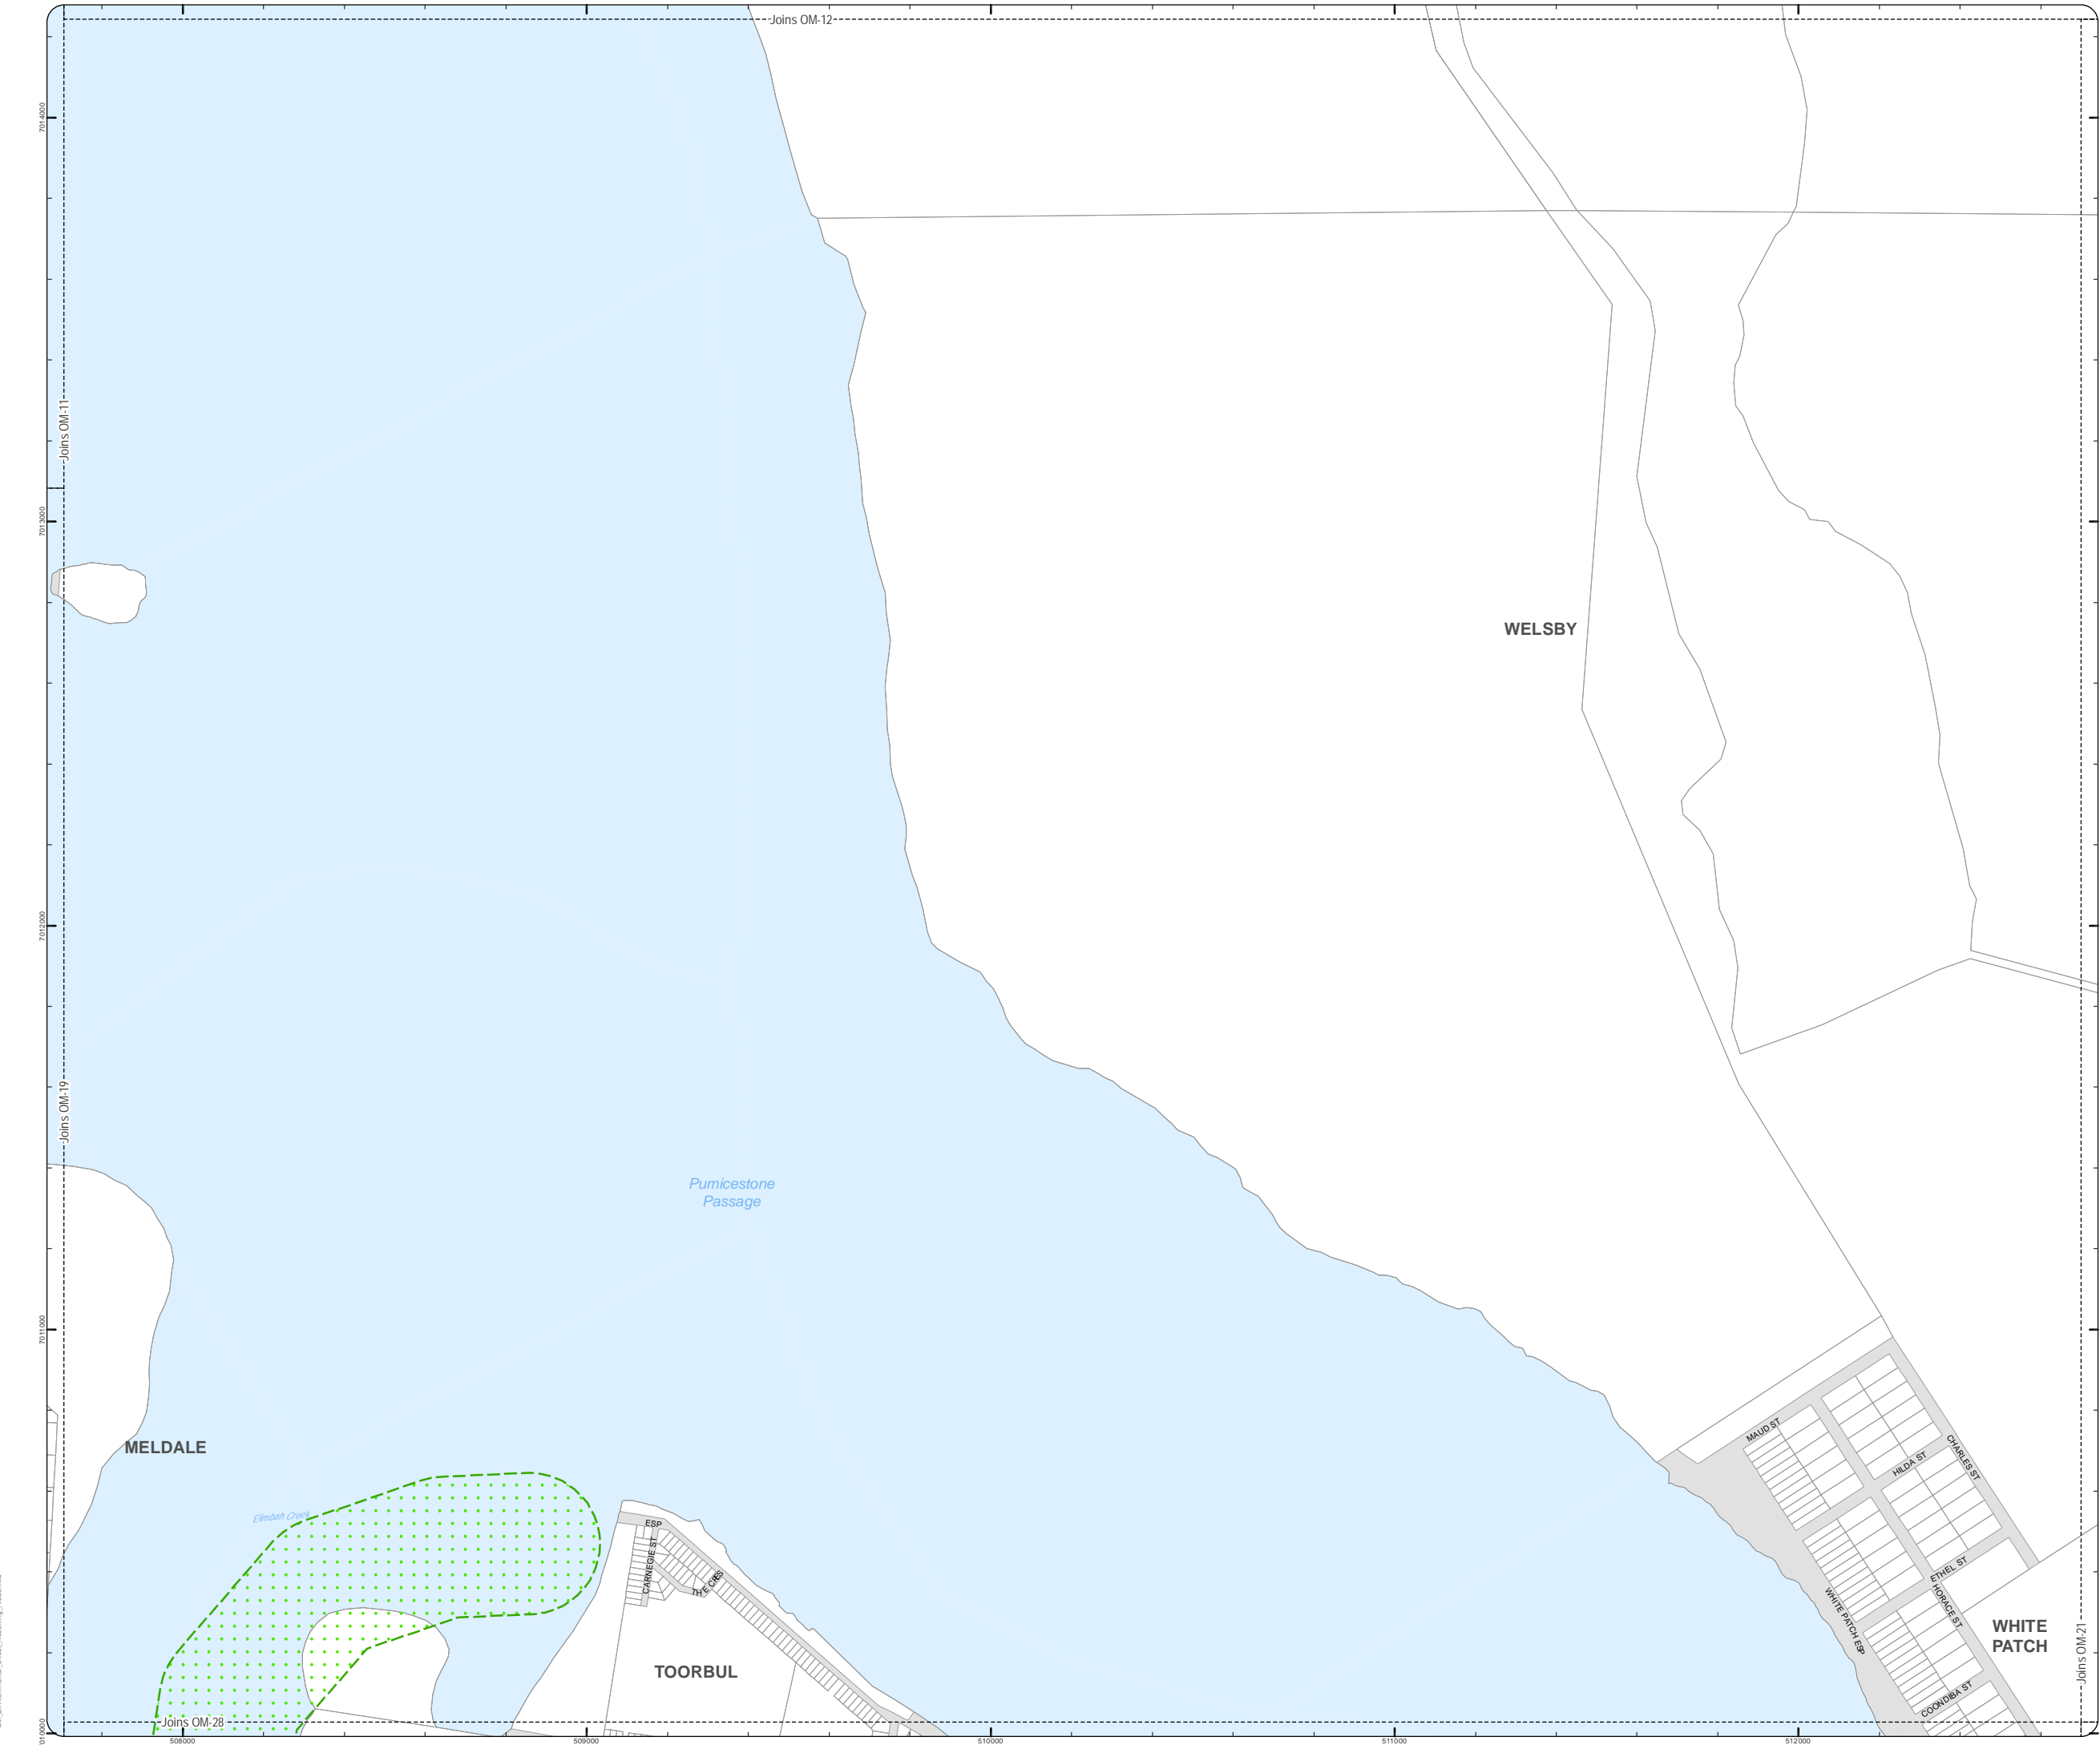 Joins OM-12
7014000
Joins OM-11
7013000
WELSBY
7012000
Joins OM-19
Pumicestone
Passage
7011000
MELDALE
MAUD ST
CHARLES ST
HILDA ST
Elimbah Creek
ESP
CARNEGIE ST
THE CRES
ETHEL ST
HORACE ST
WHITE PATCH ESP
WHITE
PATCH
TOORBUL
Joins OM-21
COONDIBA ST
Joins OM-28
508000
509000
510000
511000
512000